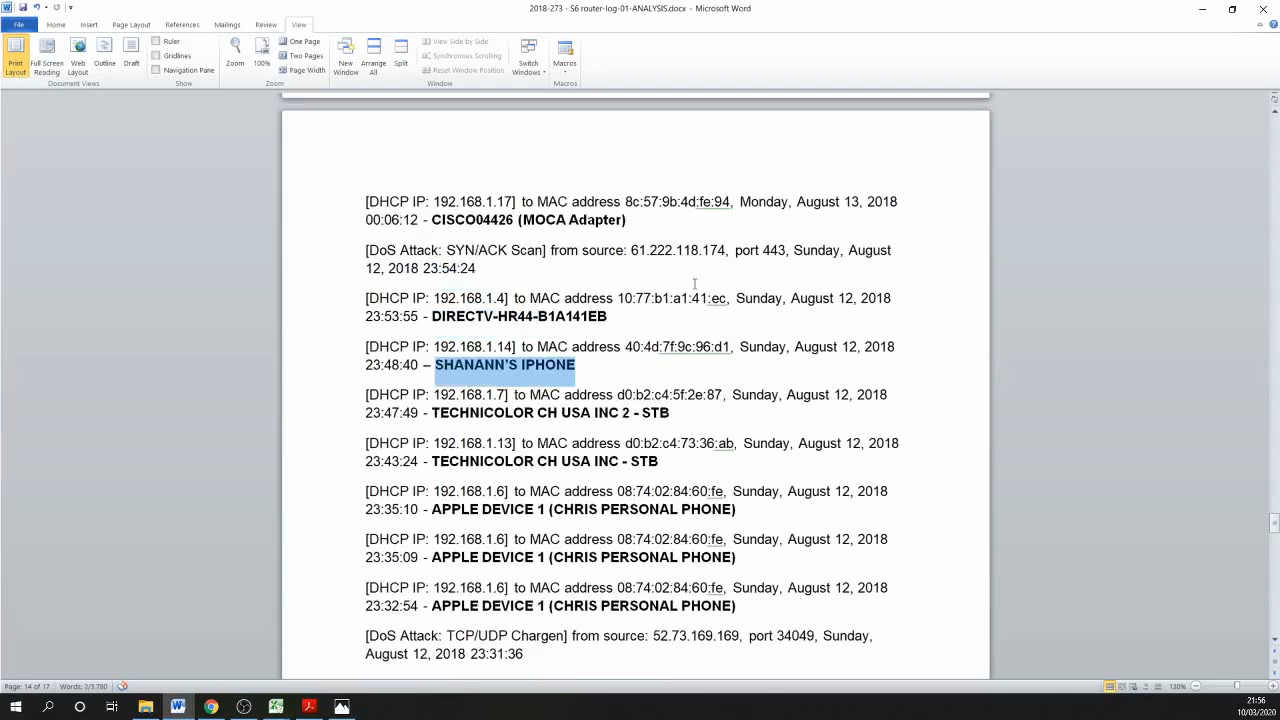 2018-273 - S6 router-log-01-ANALYSIS.docx - Microsoft Word
File Home Insert Page Layout References Mailings Review View
Print Layout
Full Screen Reading
Web Layout
Outline
Draft
Document Views
Ruler
Gridlines
Navigation Pane
Show
Zoom
100%
One Page
Two Pages
Page Width
Zoom
New Window
Arrange All
Split
View Side by Side
Synchronous Scrolling
Reset Window Position
Switch Windows
Window
Macros
Macros
[DHCP IP: 192.168.1.17] to MAC address 8c:57:9b:4d:fe:94, Monday, August 13, 2018
00:06:12 - CISCO04426 (MOCA Adapter)
[DoS Attack: SYN/ACK Scan] from source: 61.222.118.174, port 443, Sunday, August
12, 2018 23:54:24
[DHCP IP: 192.168.1.4] to MAC address 10:77:b1:a1:41:ec, Sunday, August 12, 2018
23:53:55 - DIRECTV-HR44-B1A141EB
[DHCP IP: 192.168.1.14] to MAC address 40:4d:7f:9c:96:d1, Sunday, August 12, 2018
23:48:40 – SHANANN'S IPHONE
[DHCP IP: 192.168.1.7] to MAC address d0:b2:c4:5f:2e:87, Sunday, August 12, 2018
23:47:49 - TECHNICOLOR CH USA INC 2 - STB
[DHCP IP: 192.168.1.13] to MAC address d0:b2:c4:73:36:ab, Sunday, August 12, 2018
23:43:24 - TECHNICOLOR CH USA INC - STB
[DHCP IP: 192.168.1.6] to MAC address 08:74:02:84:60:fe, Sunday, August 12, 2018
23:35:10 - APPLE DEVICE 1 (CHRIS PERSONAL PHONE)
[DHCP IP: 192.168.1.6] to MAC address 08:74:02:84:60:fe, Sunday, August 12, 2018
23:35:09 - APPLE DEVICE 1 (CHRIS PERSONAL PHONE)
[DHCP IP: 192.168.1.6] to MAC address 08:74:02:84:60:fe, Sunday, August 12, 2018
23:32:54 - APPLE DEVICE 1 (CHRIS PERSONAL PHONE)
[DoS Attack: TCP/UDP Chargen] from source: 52.73.169.169, port 34049, Sunday,
August 12, 2018 23:31:36
Page: 14 of 17 Words: 2/3,780
130%
21:56
10/03/2020